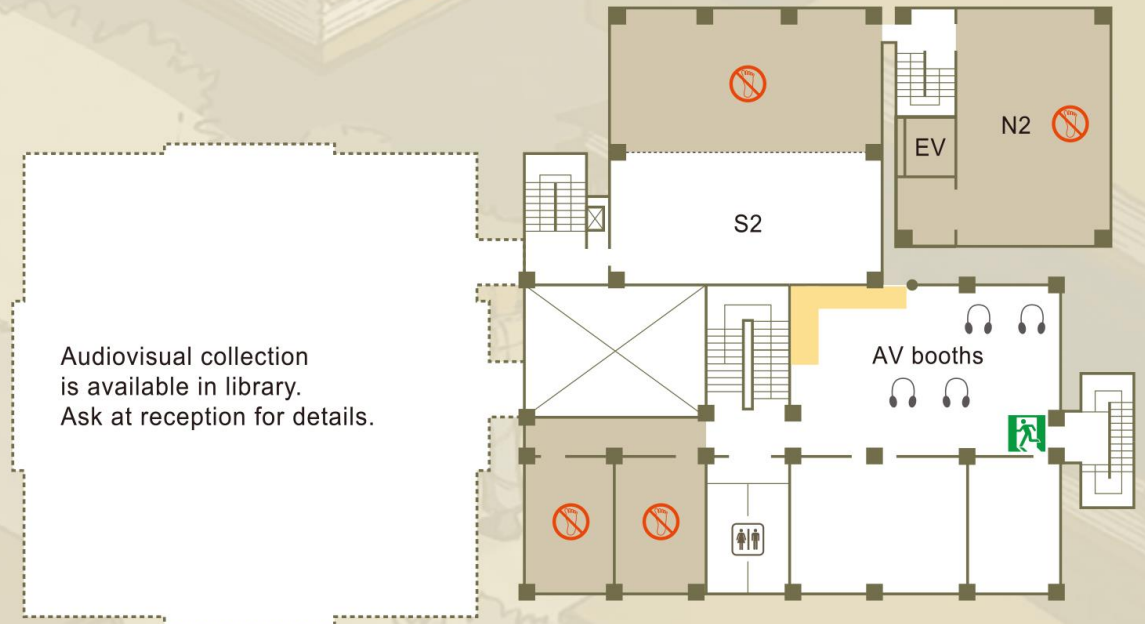 N2
EV
S2
Audiovisual collection
is available in library.
Ask at reception for details.
AV booths